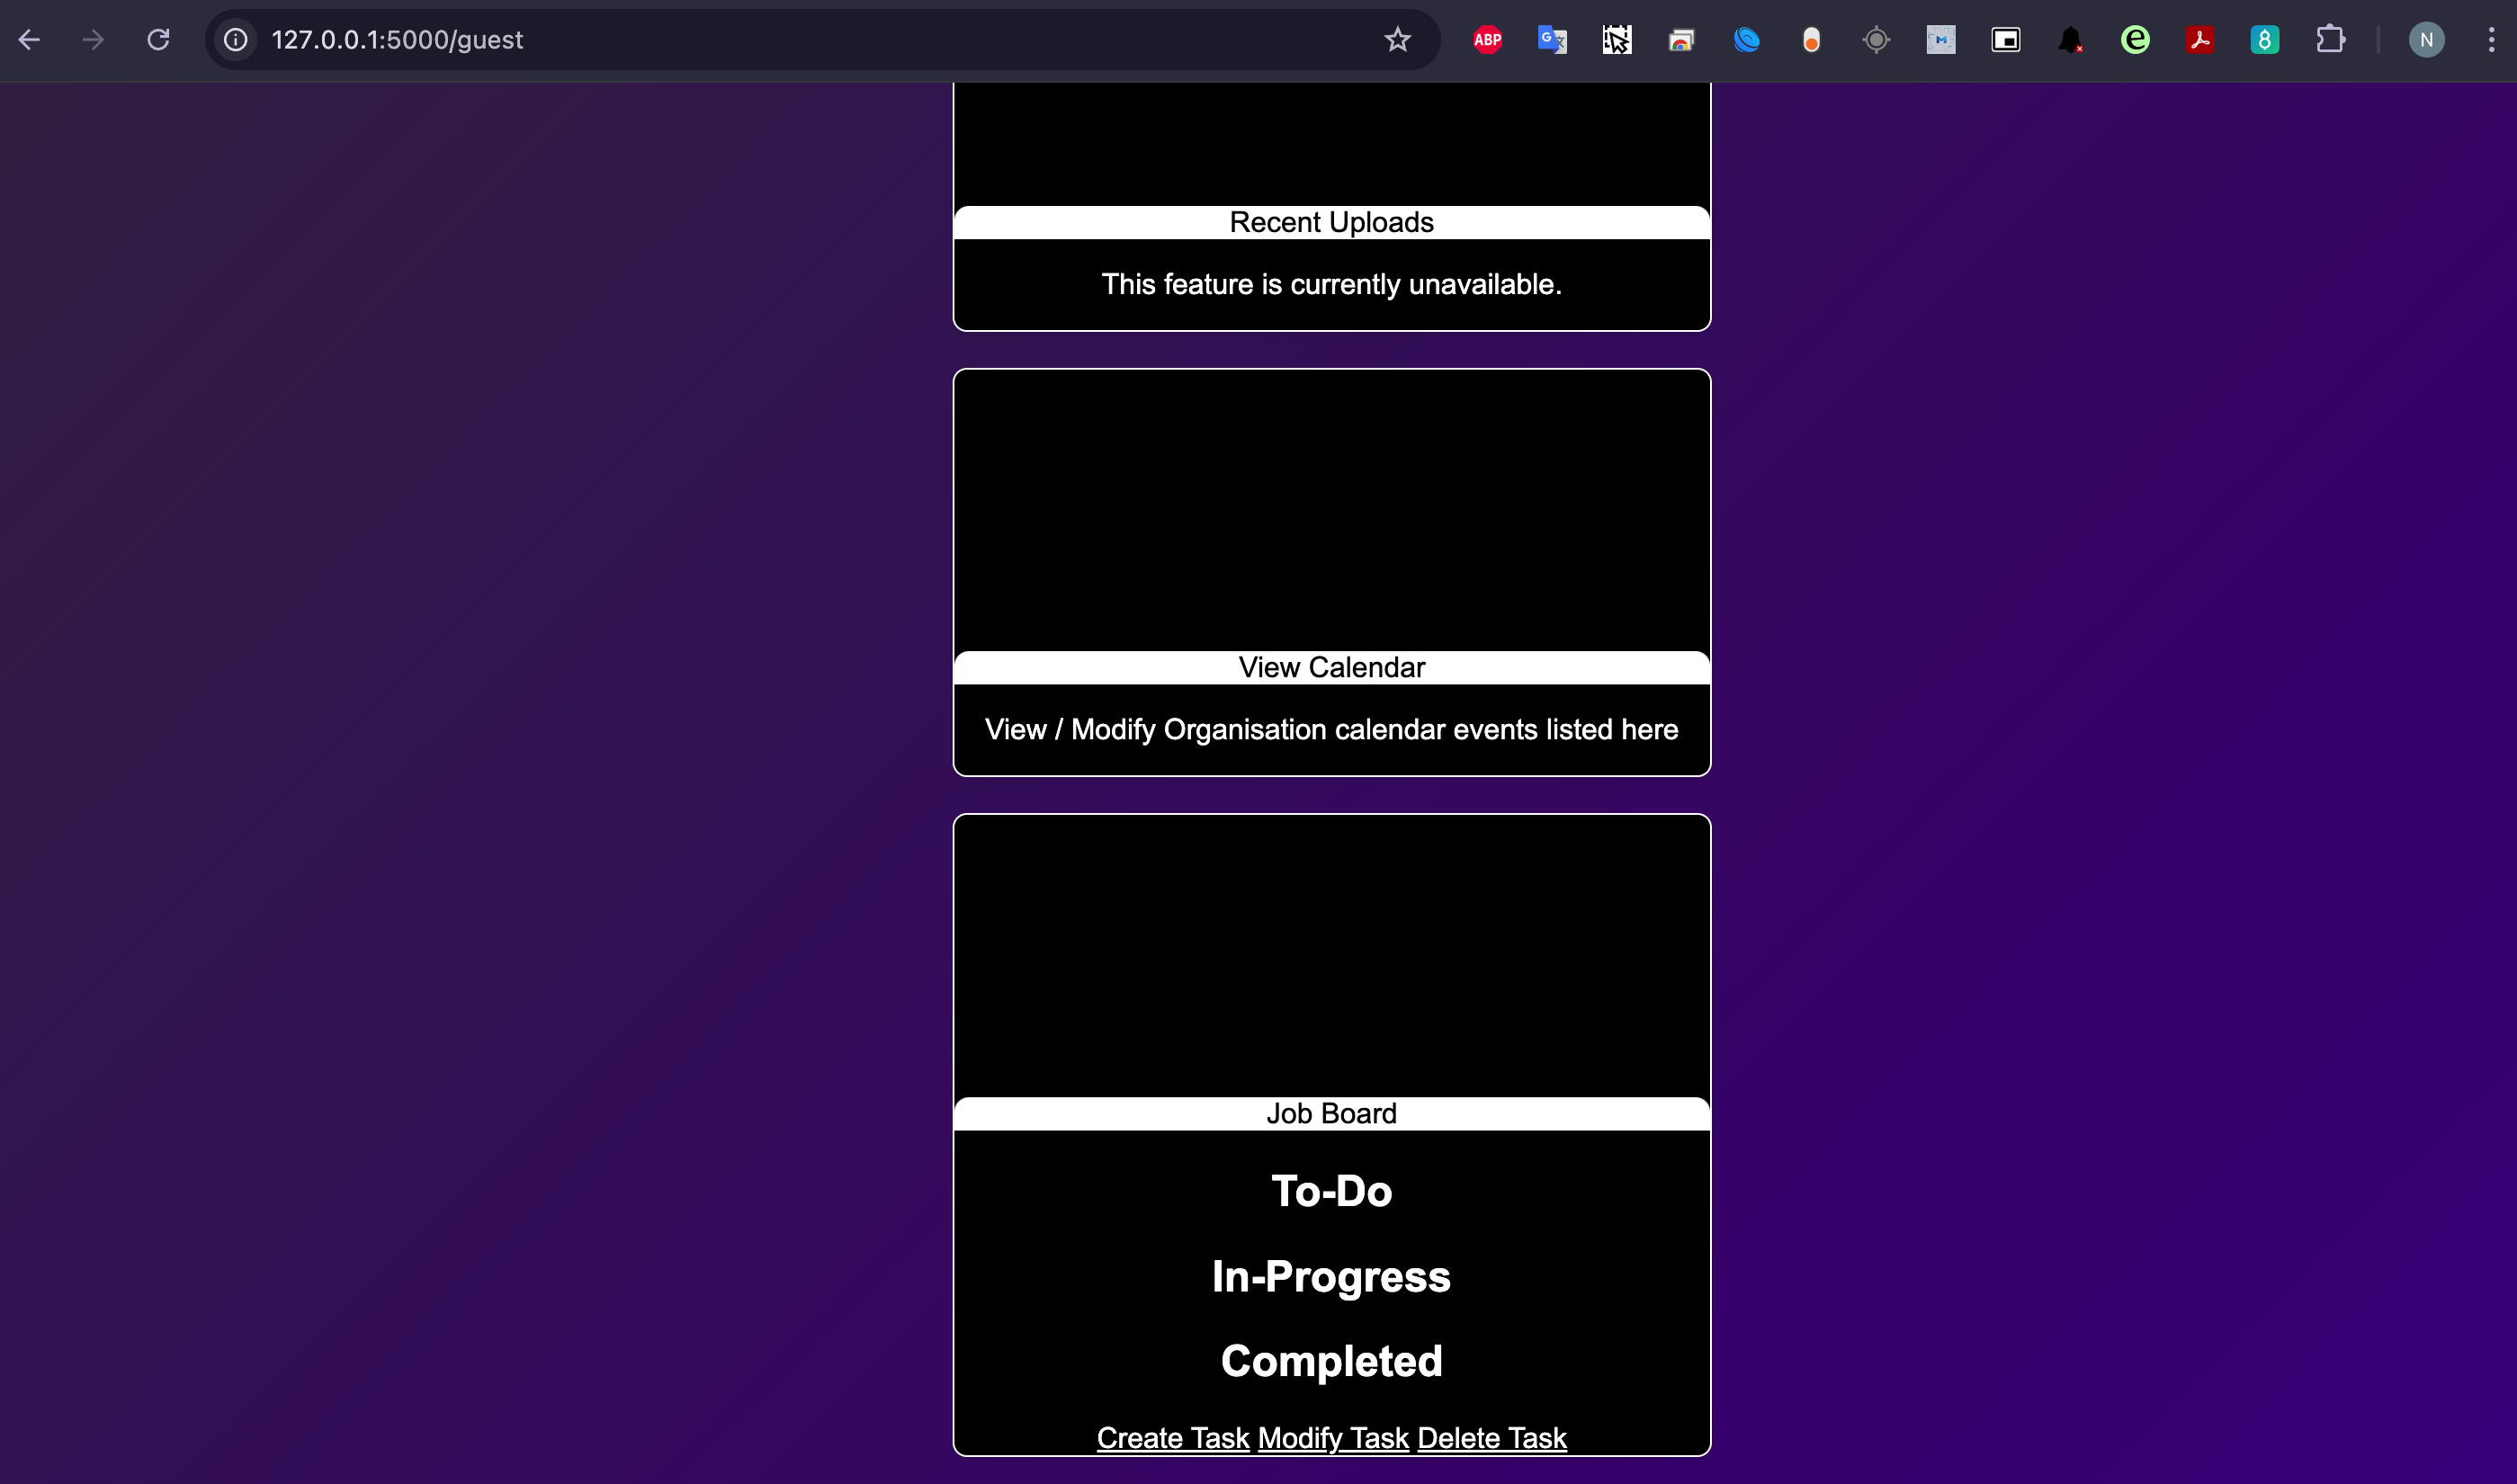 127.0.0.1:5000/guest
ABP
N
Recent Uploads
This feature is currently unavailable.
View Calendar
View / Modify Organisation calendar events listed here
Job Board
To-Do
In-Progress
Completed
Create Task Modify Task Delete Task